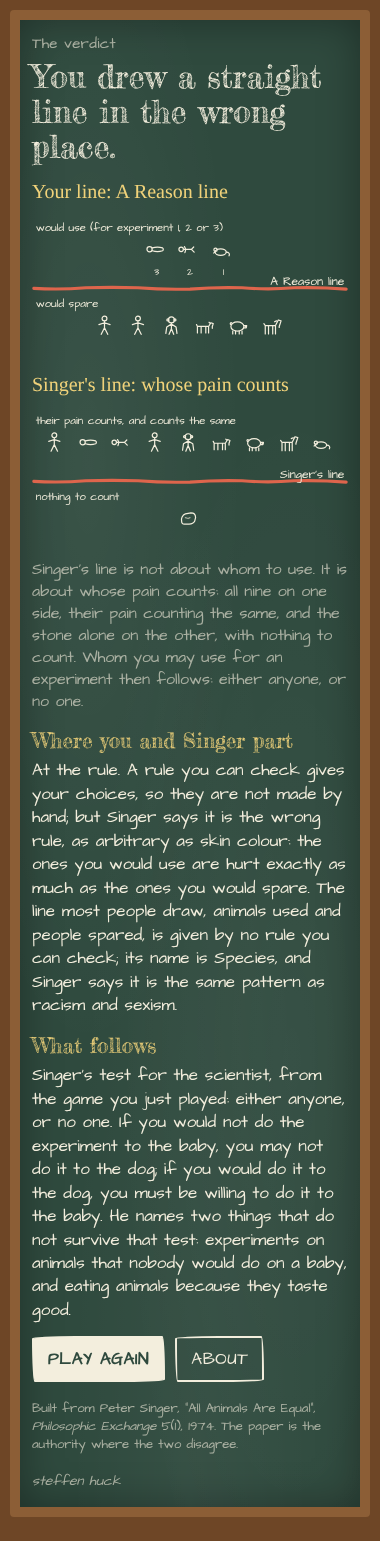 The verdict
You drew a straight
line in the wrong
place.
Your line: A Reason line
would use (for experiment 1, 2 or 3)
3 2 1
A Reason line
would spare
Singer's line: whose pain counts
their pain counts, and counts the same
Singer's line
nothing to count
Singer's line is not about whom to use. It is
about whose pain counts: all nine on one
side, their pain counting the same, and the
stone alone on the other, with nothing to
count. Whom you may use for an
experiment then follows: either anyone, or
no one.
Where you and Singer part
At the rule. A rule you can check gives
your choices, so they are not made by
hand; but Singer says it is the wrong
rule, as arbitrary as skin colour: the
ones you would use are hurt exactly as
much as the ones you would spare. The
line most people draw, animals used and
people spared, is given by no rule you
can check; its name is Species, and
Singer says it is the same pattern as
racism and sexism.
What follows
Singer's test for the scientist, from
the game you just played: either anyone,
or no one. If you would not do the
experiment to the baby, you may not
do it to the dog; if you would do it to
the dog, you must be willing to do it to
the baby. He names two things that do
not survive that test: experiments on
animals that nobody would do on a baby,
and eating animals because they taste
good.
PLAY AGAIN
ABOUT
Built from Peter Singer, "All Animals Are Equal",
Philosophic Exchange 5(1), 1974. The paper is the
authority where the two disagree.
steffen huck